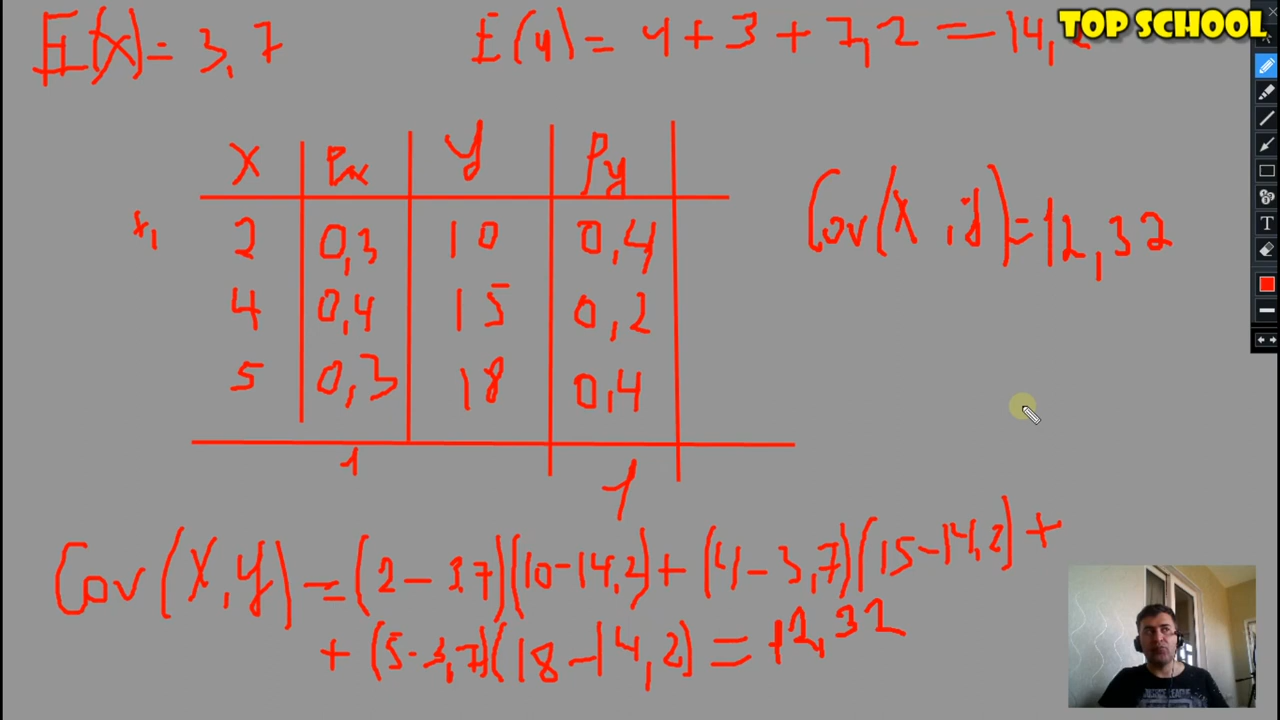 TOP SCHOOL
E(x) = 3,7 E(y) = 4 + 3 + 7,2 = 14,2
x Px y Py
x₁ 2 0,3 10 0,4
4 0,4 15 0,2
5 0,3 18 0,4
1 1
Cov(x,y) = 12,32
Cov(x,y) = (2 - 3,7)(10 - 14,2) + (4 - 3,7)(15 - 14,2) +
+ (5 - 3,7)(18 - 14,2) = 12,32